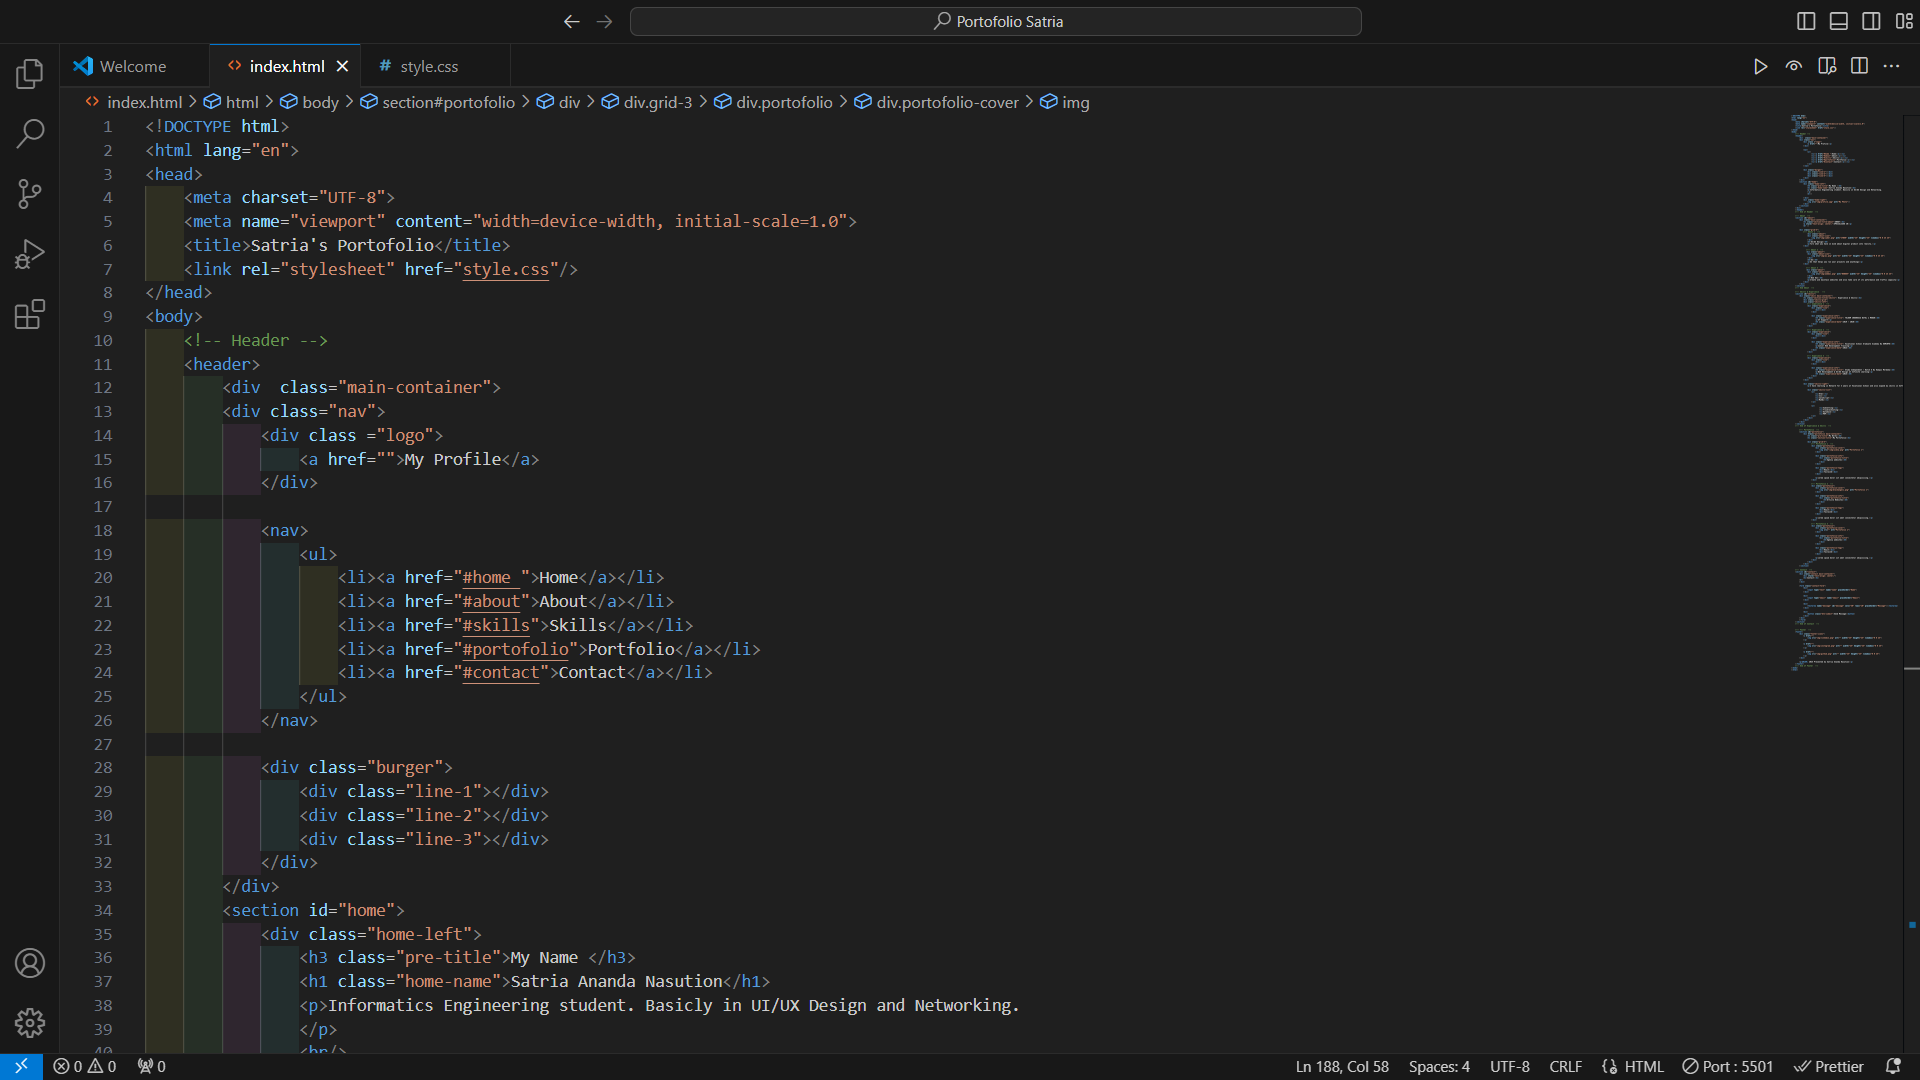 Portofolio Satria
Welcome
index.html
# style.css
index.html > html > body > section#portofolio > div > div.grid-3 > div.portofolio > div.portofolio-cover > img
1 <!DOCTYPE html>
2 <html lang="en">
3 <head>
4 <meta charset="UTF-8">
5 <meta name="viewport" content="width=device-width, initial-scale=1.0">
6 <title>Satria's Portofolio</title>
7 <link rel="stylesheet" href="style.css"/>
8 </head>
9 <body>
10 <!-- Header -->
11 <header>
12 <div  class="main-container">
13 <div class="nav">
14 <div class ="logo">
15 <a href="">My Profile</a>
16 </div>
17
18 <nav>
19 <ul>
20 <li><a href="#home ">Home</a></li>
21 <li><a href="#about">About</a></li>
22 <li><a href="#skills">Skills</a></li>
23 <li><a href="#portofolio">Portfolio</a></li>
24 <li><a href="#contact">Contact</a></li>
25 </ul>
26 </nav>
27
28 <div class="burger">
29 <div class="line-1"></div>
30 <div class="line-2"></div>
31 <div class="line-3"></div>
32 </div>
33 </div>
34 <section id="home">
35 <div class="home-left">
36 <h3 class="pre-title">My Name </h3>
37 <h1 class="home-name">Satria Ananda Nasution</h1>
38 <p>Informatics Engineering student. Basicly in UI/UX Design and Networking.
39 </p>
40 <br/>
0 0 0 Ln 188, Col 58 Spaces: 4 UTF-8 CRLF HTML Port : 5501 Prettier